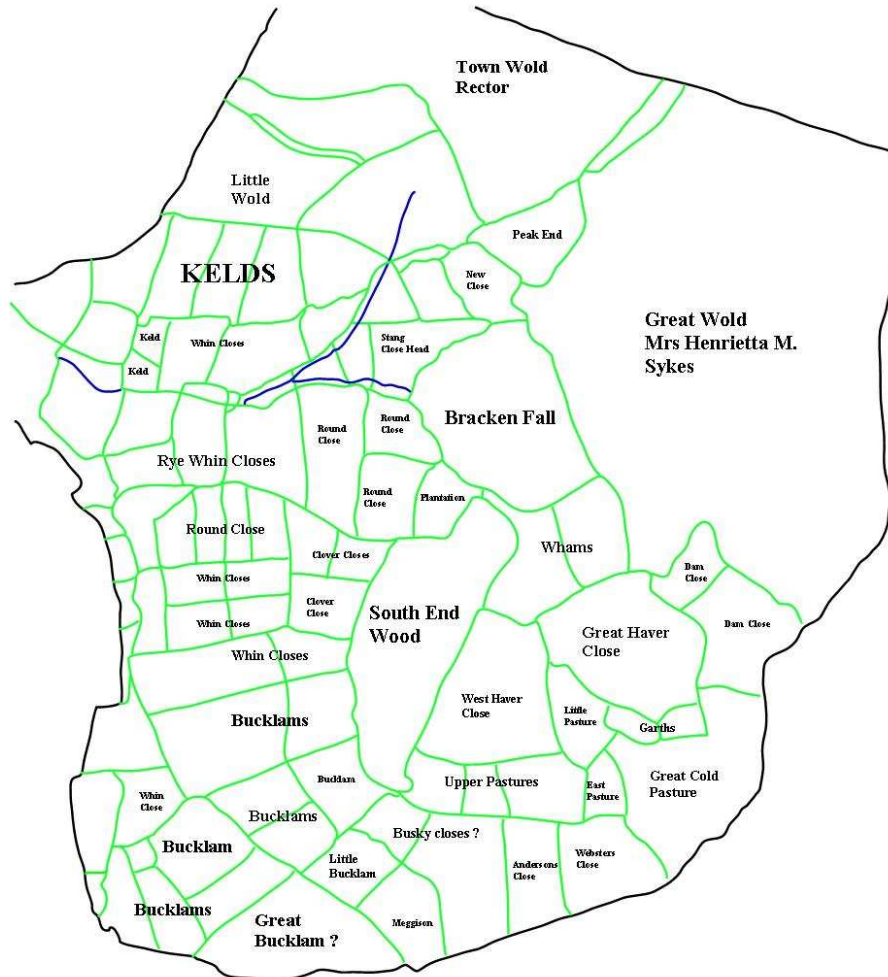 Town Wold
Rector
Little
Wold
Peak End
KELDS
New
Close
Great Wold
Mrs Henrietta M.
Sykes
Keld
Whin Closes
Stang
Close Head
Keld
Bracken Fall
Round
Close
Round
Close
Rye Whin Closes
Round
Close
Plantation
Round Close
Clover Closes
Whams
Whin Closes
Dam
Close
Clover
Close
South End
Wood
Whin Closes
Great Haver
Close
Dam Close
Whin Closes
West Haver
Close
Little
Pasture
Bucklams
Garths
Bucldam
Upper Pastures
East
Pasture
Great Cold
Pasture
Whin
Close
Bucklams
Busky closes ?
Bucklam
Little
Bucklam
Andersons
Close
Websters
Close
Bucklams
Great
Bucklam ?
Meggison